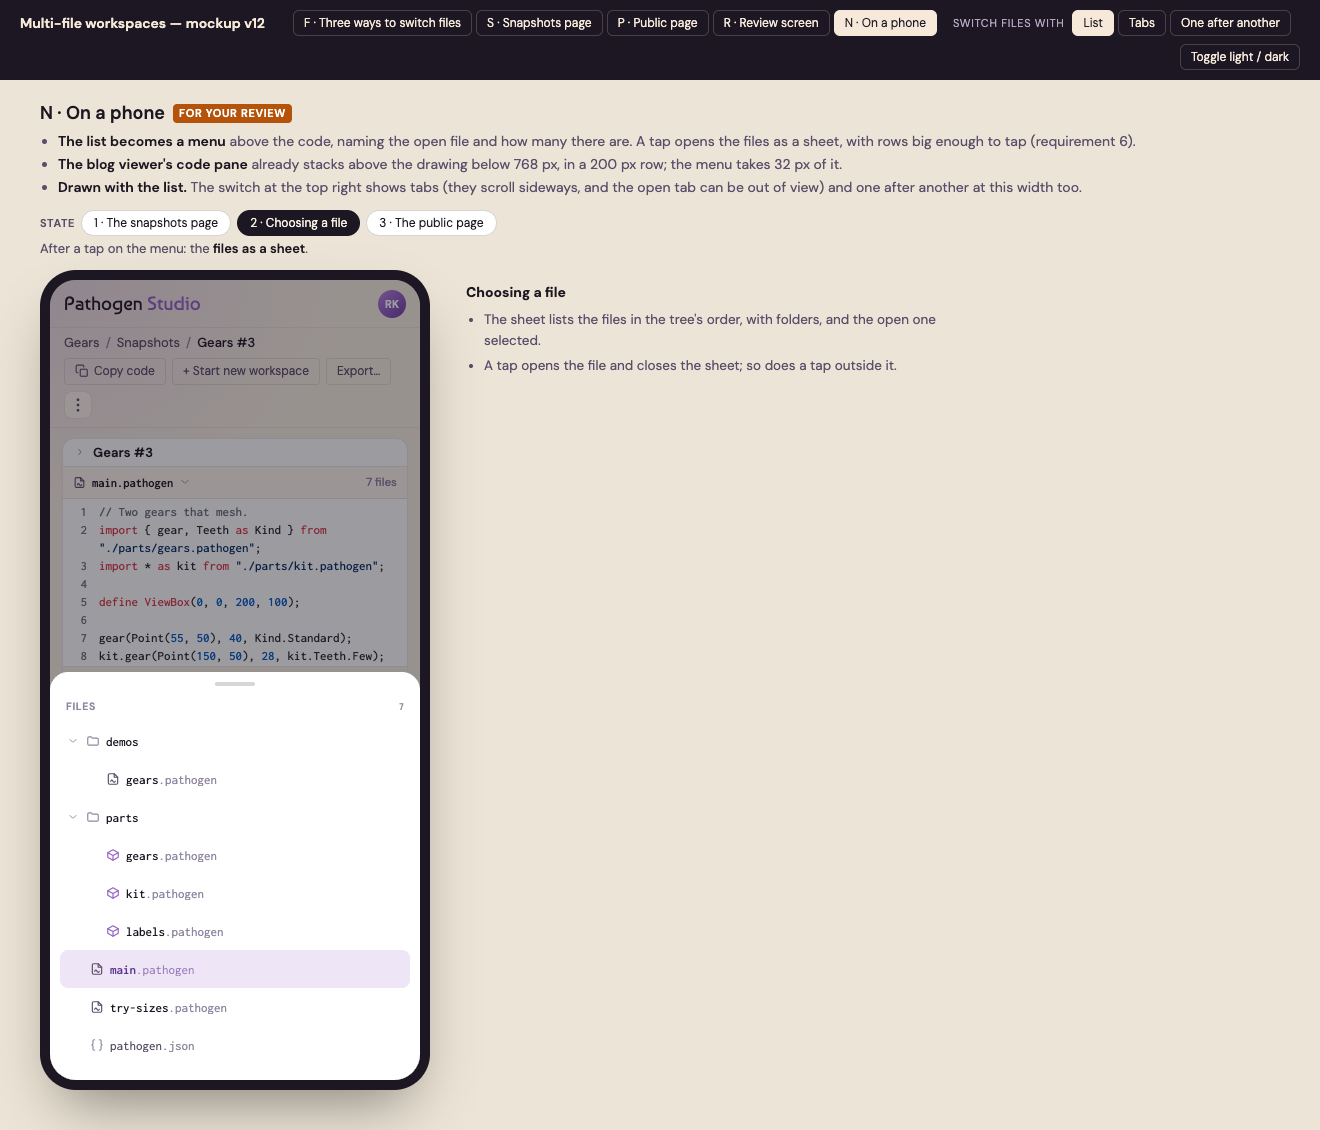 Multi-file workspaces — mockup v12
F · Three ways to switch files
S · Snapshots page
P · Public page
R · Review screen
N · On a phone
SWITCH FILES WITH
List
Tabs
One after another
Toggle light / dark
N · On a phone
FOR YOUR REVIEW
The list becomes a menu above the code, naming the open file and how many there are. A tap opens the files as a sheet, with rows big enough to tap (requirement 6).
The blog viewer's code pane already stacks above the drawing below 768 px, in a 200 px row; the menu takes 32 px of it.
Drawn with the list. The switch at the top right shows tabs (they scroll sideways, and the open tab can be out of view) and one after another at this width too.
STATE
1 · The snapshots page
2 · Choosing a file
3 · The public page
After a tap on the menu: the files as a sheet.
Pathogen Studio
RK
Gears / Snapshots / Gears #3
Copy code
+ Start new workspace
Export...
Gears #3
main.pathogen
7 files
1 // Two gears that mesh.
2 import { gear, Teeth as Kind } from
"./parts/gears.pathogen";
3 import * as kit from "./parts/kit.pathogen";
4
5 define ViewBox(0, 0, 200, 100);
6
7 gear(Point(55, 50), 40, Kind.Standard);
8 kit.gear(Point(150, 50), 28, kit.Teeth.Few);
FILES
7
demos
gears.pathogen
parts
gears.pathogen
kit.pathogen
labels.pathogen
main.pathogen
try-sizes.pathogen
{} pathogen.json
Choosing a file
The sheet lists the files in the tree's order, with folders, and the open one
selected.
A tap opens the file and closes the sheet; so does a tap outside it.